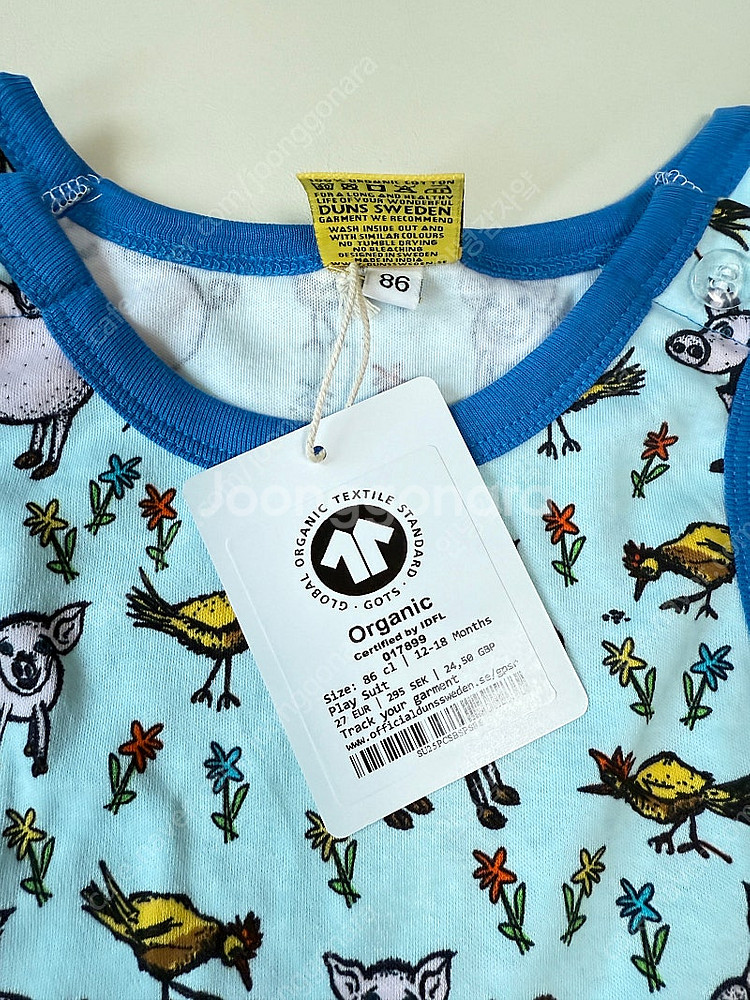 100% ORGANIC COTTON
FOR A LONG AND HEALTHY
LIFE OF YOUR WONDERFUL
DUNS SWEDEN
GARMENT WE RECOMMEND
WASH INSIDE OUT AND
WITH SIMILAR COLOURS
NO TUMBLE DRYING
NO BLEACHING
DESIGNED IN SWEDEN
MADE IN INDIA
86
Joonggonara
GLOBAL ORGANIC TEXTILE STANDARD
· GOTS ·
Organic
Certified by IDFL
017899
Size: 86 cl | 12-18 Months
Play Suit
27 EUR | 295 SEK | 24,50 GBP
Track your garment
www.officialdunssweden.se/gpsr